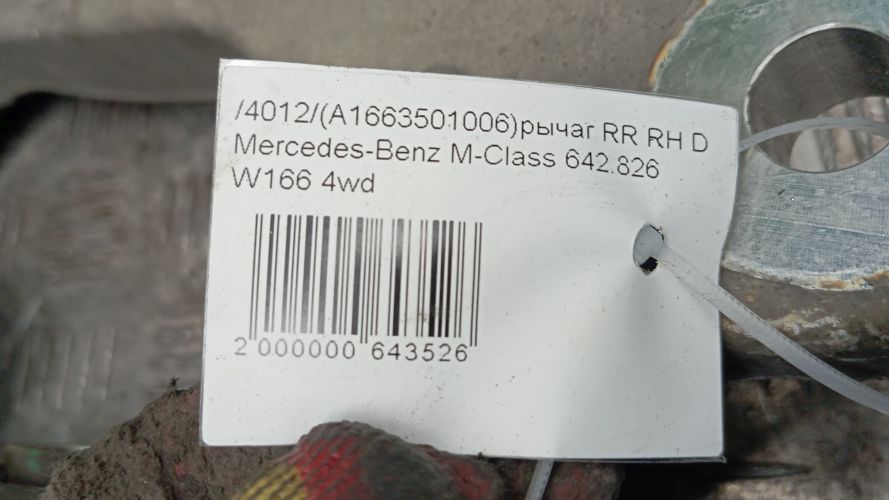 /4012/(A1663501006)рычаг RR RH D
Mercedes-Benz M-Class 642.826
W166 4wd
2 000000 643526